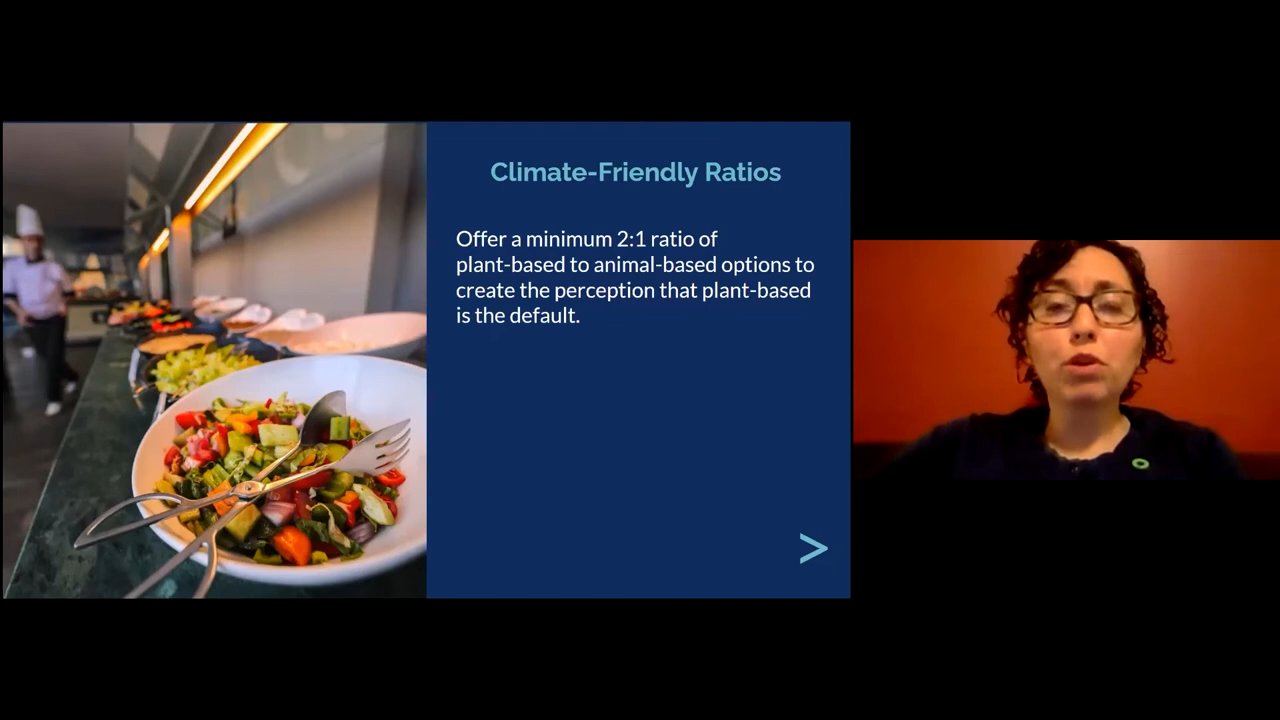 Climate-Friendly Ratios
Offer a minimum 2:1 ratio of
plant-based to animal-based options to
create the perception that plant-based
is the default.
>